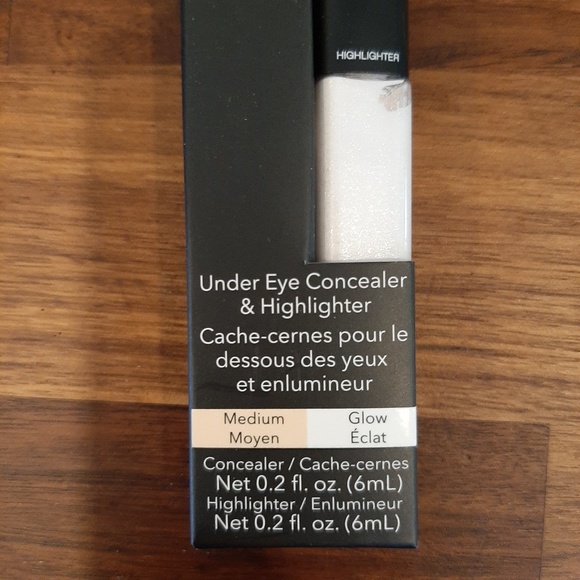 HIGHLIGHTER
Under Eye Concealer
& Highlighter
Cache-cernes pour le
dessous des yeux
et enlumineur
Medium
Moyen
Glow
Éclat
Concealer / Cache-cernes
Net 0.2 fl. oz. (6mL)
Highlighter / Enlumineur
Net 0.2 fl. oz. (6mL)